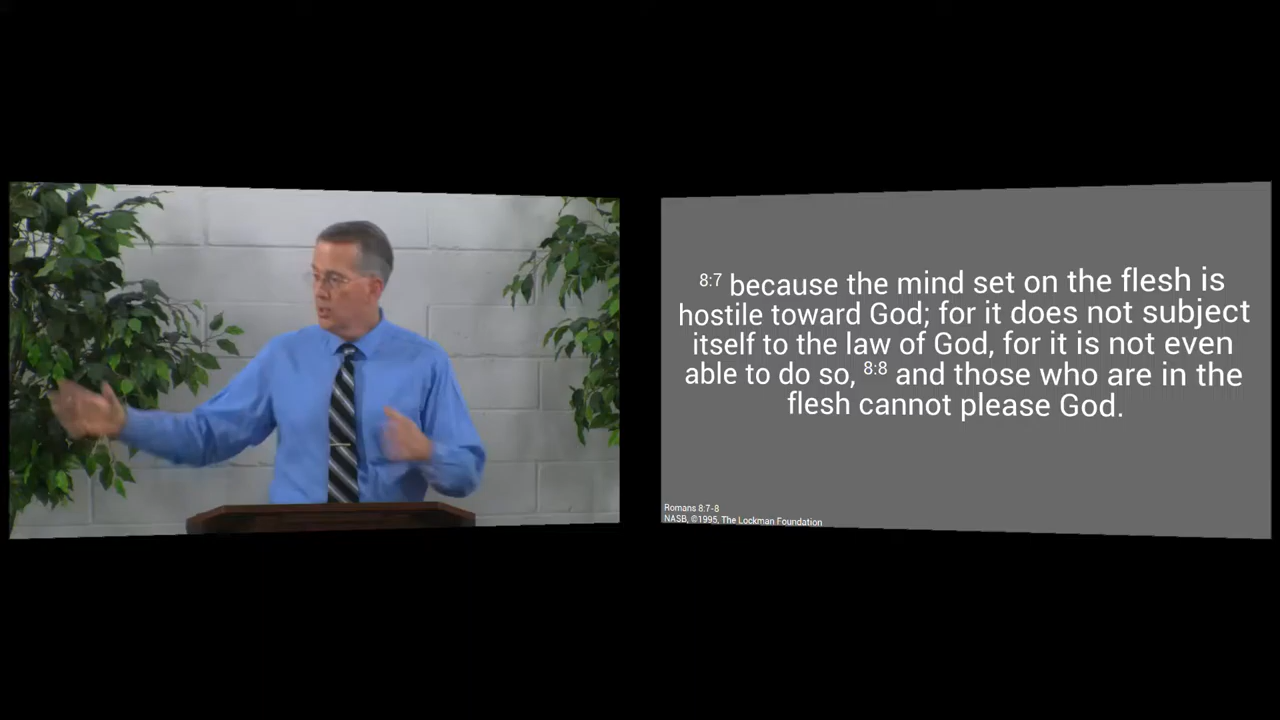 8:7 because the mind set on the flesh is
hostile toward God; for it does not subject
itself to the law of God, for it is not even
able to do so, 8:8 and those who are in the
flesh cannot please God.
Romans 8:7-8
NASB, ©1995, The Lockman Foundation